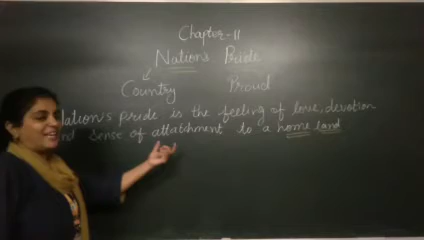 Chapter-11
Nation's Pride
Country Proud
Nation's pride is the feeling of love, devotion
and sense of attatchment to a home land